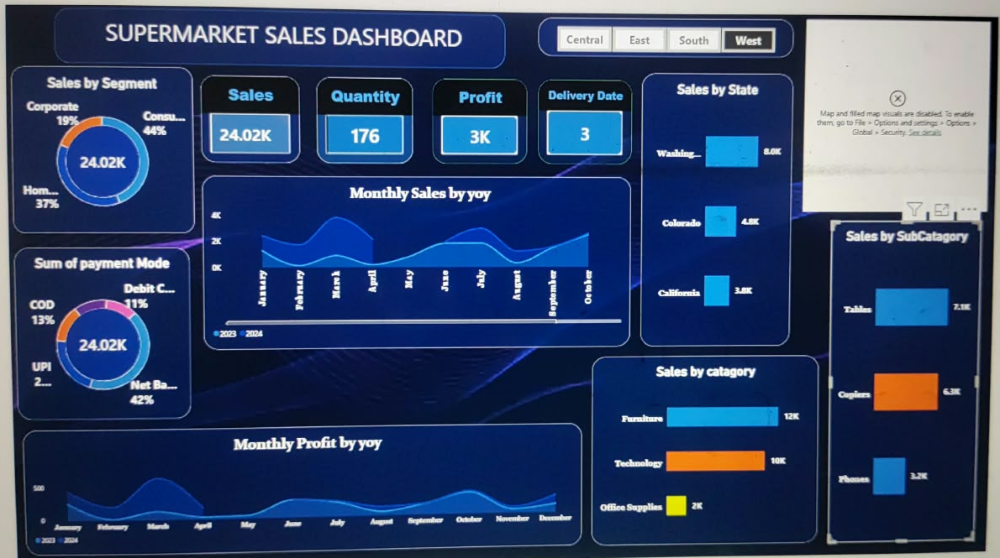 SUPERMARKET SALES DASHBOARD
Central East South West
Sales by Segment
Corporate
19%
Consu...
44%
24.02K
Hom...
37%
Sales
24.02K
Quantity
176
Profit
3K
Delivery Date
3
Sales by State
Washing... 8.0K
Colorado 4.8K
California 3.8K
Map and filled map visuals are disabled. To enable
them, go to File > Options and settings > Options >
Global > Security. See details
Monthly Sales by yoy
4K
2K
0K
January February March April May June July August September October
2023 2024
Sum of payment Mode
Debit C...
11%
COD
13%
24.02K
UPI
2...
Net Ba...
42%
Sales by SubCatagory
Tables 7.1K
Copiers 6.3K
Phones 3.2K
Sales by catagory
Furniture 12K
Technology 10K
Office Supplies 2K
Monthly Profit by yoy
500
0
January February March April May June July August September October November December
2023 2024